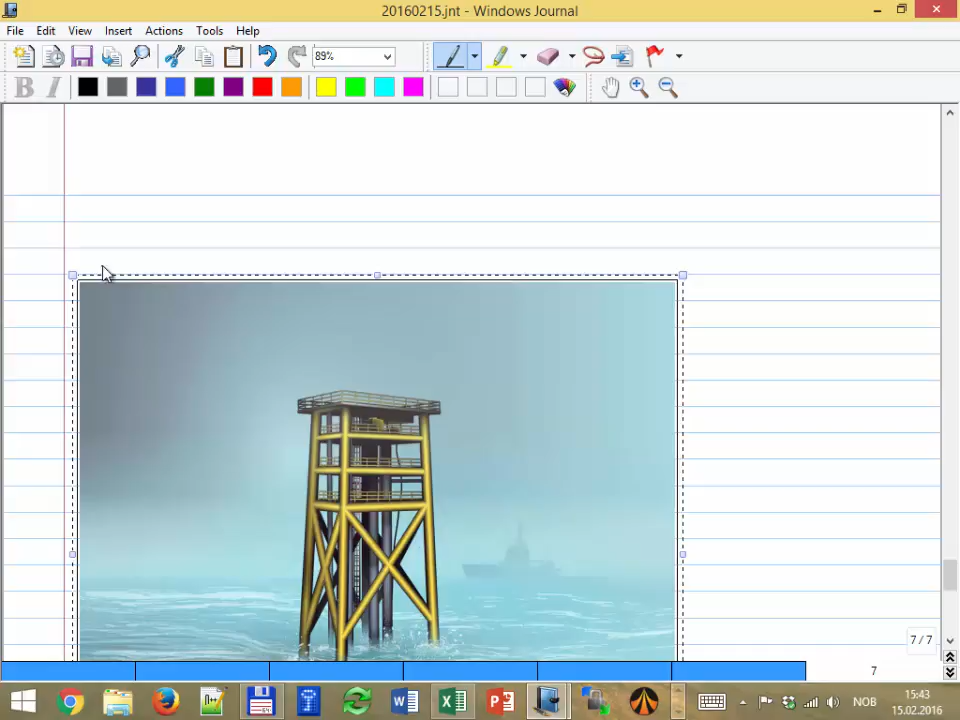 20160215.jnt - Windows Journal
File Edit View Insert Actions Tools Help
89%
B I
7 / 7
7
NOB
15:43
15.02.2016